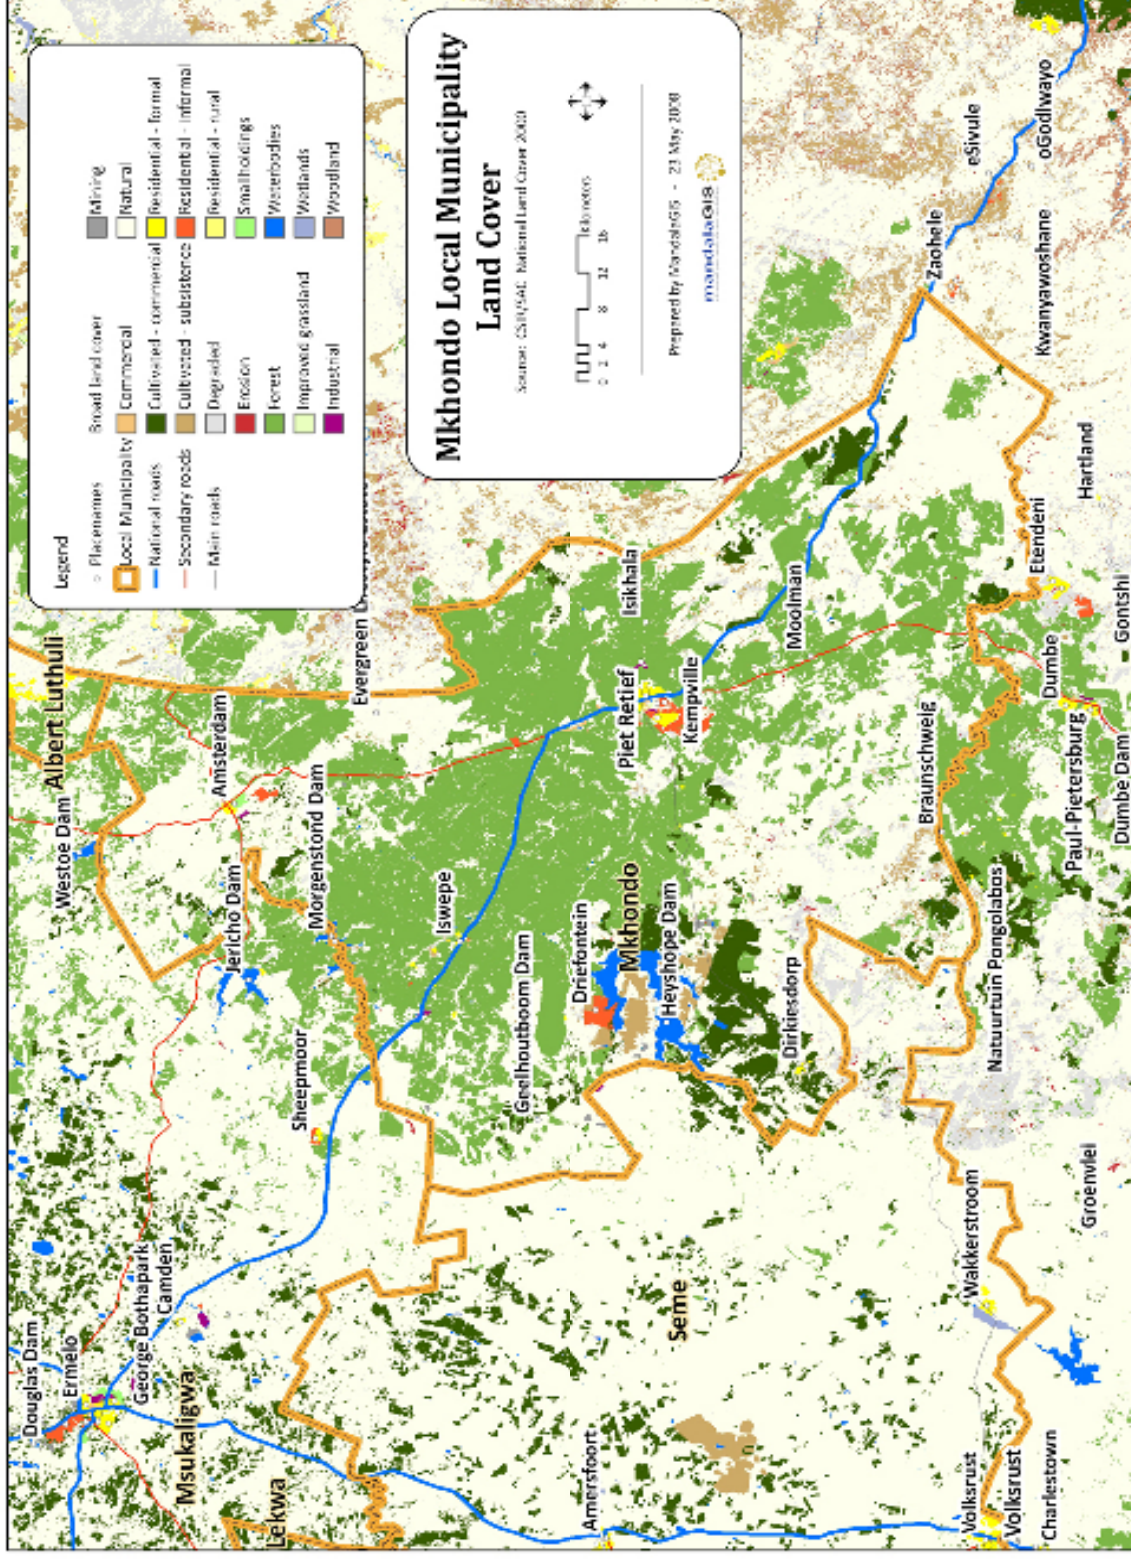 Mkhondo Local Municipality
Land Cover
Source: CSIR/SAC National Land Cover 2000
0 2 4 8 12 16
Kilometers
Prepared by MandalaGIS - 23 May 2008
mandalaGIS
Legend
Placenames
Local Municipality
National roads
Secondary roads
Main roads
Broad land cover
Commercial
Cultivated - commercial
Cultivated - subsistence
Degraded
Erosion
Forest
Improved grassland
Industrial
Mining
Natural
Residential - formal
Residential - informal
Residential - rural
Smallholdings
Waterbodies
Wetlands
Woodland
Douglas Dam
Ermelo
George Bothapark
Camden
Msukaligwa
Lekwa
Westoe Dam
Albert Luthuli
Amsterdam
Jericho Dam
Morgenstond Dam
Sheepmoor
Evergreen
Iswepe
Geelhoutboom Dam
Driefontein
Mkhondo
Heyshope Dam
Piet Retief
Kempville
Isikhala
Moolman
Dirkiesdorp
Seme
Amersfoort
Braunschweig
Zaohele
eSivule
oGodlwayo
Kwanyawoshane
Hartland
Etendeni
Gontshi
Dumbe
Paul-Pietersburg
Dumbe Dam
Natuurtuin Pongolabos
Wakkerstroom
Groenvlei
Volksrust
Volksrust
Charlestown